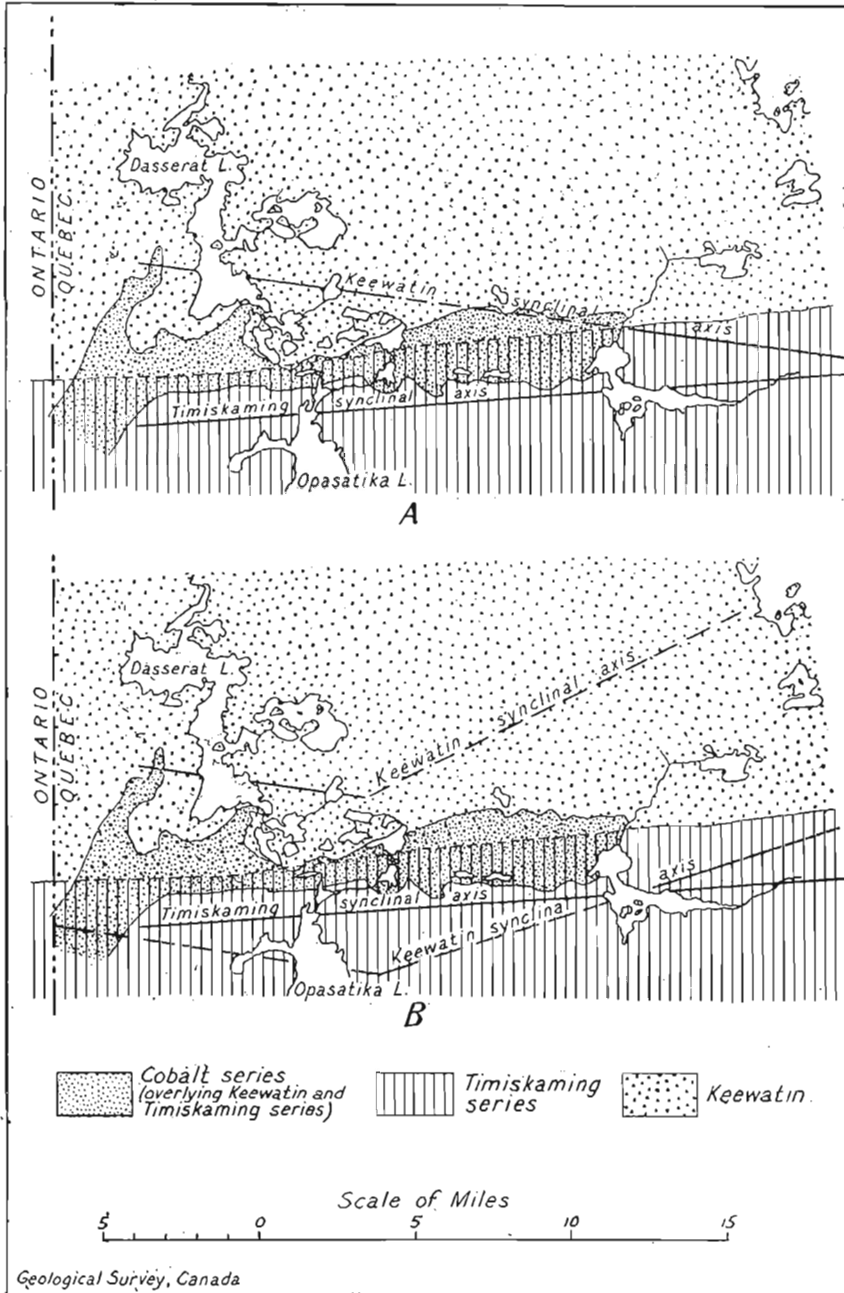 ONTARIO
QUEBEC
Dasserat L.
Keewatin synclinal axis
Timiskaming synclinal axis
Opasatika L.
A
ONTARIO
QUEBEC
Dasserat L.
Keewatin synclinal axis
Timiskaming synclinal axis
Keewatin synclinal axis
Opasatika L.
B
Cobalt series
(overlying Keewatin and
Timiskaming series)
Timiskaming
series
Keewatin
Scale of Miles
5 0 5 10 15
Geological Survey, Canada